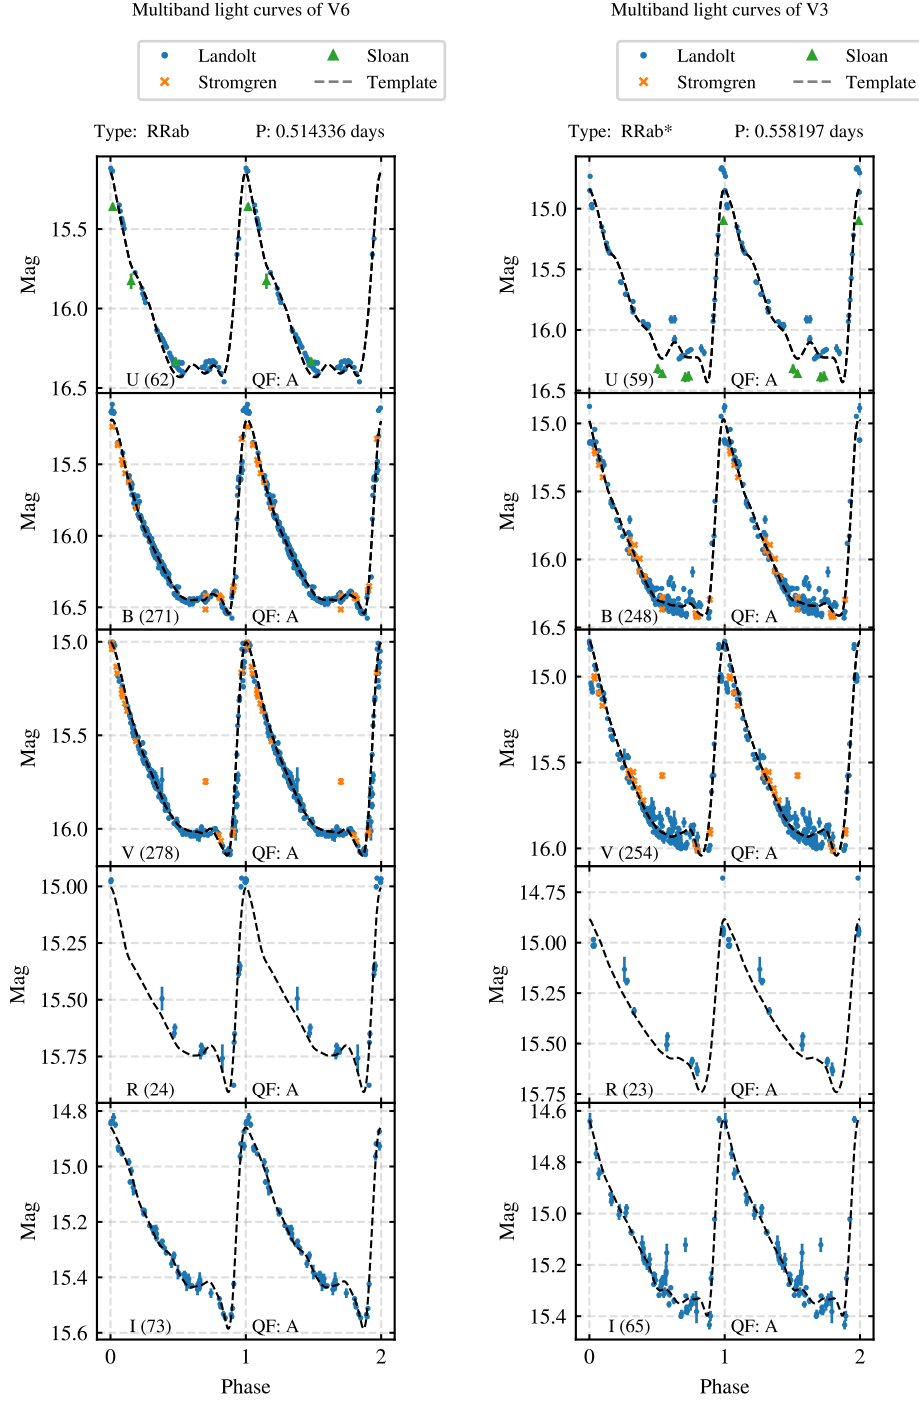 Multiband light curves of V6
Landolt
Sloan
Stromgren
Template
Type: RRab P: 0.514336 days
15.5
16.0
16.5
Mag
U (62) QF: A
15.5
16.0
16.5
Mag
B (271) QF: A
15.0
15.5
16.0
Mag
V (278) QF: A
15.00
15.25
15.50
15.75
Mag
R (24) QF: A
14.8
15.0
15.2
15.4
15.6
Mag
I (73) QF: A
0 1 2
Phase
Multiband light curves of V3
Landolt
Sloan
Stromgren
Template
Type: RRab* P: 0.558197 days
15.0
15.5
16.0
16.5
Mag
U (59) QF: A
15.0
15.5
16.0
16.5
Mag
B (248) QF: A
15.0
15.5
16.0
Mag
V (254) QF: A
14.75
15.00
15.25
15.50
15.75
Mag
R (23) QF: A
14.6
14.8
15.0
15.2
15.4
Mag
I (65) QF: A
0 1 2
Phase